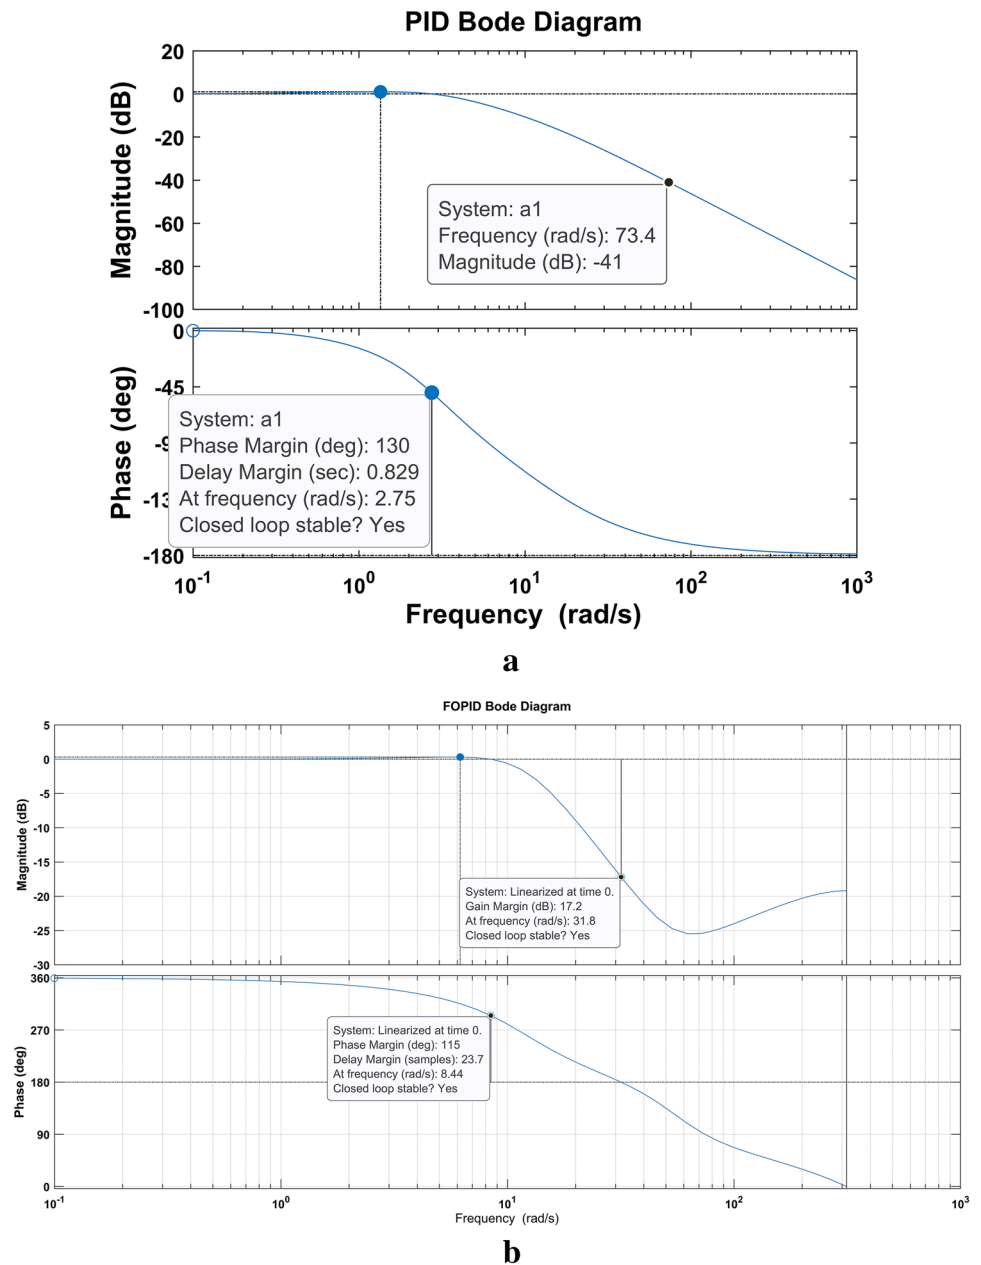 PID Bode Diagram
20
0
-20
-40
-60
-80
-100
Magnitude (dB)
System: a1
Frequency (rad/s): 73.4
Magnitude (dB): -41
0
-45
-9
-13
-180
Phase (deg)
System: a1
Phase Margin (deg): 130
Delay Margin (sec): 0.829
At frequency (rad/s): 2.75
Closed loop stable? Yes
10-1 100 101 102 103
Frequency (rad/s)
a
FOPID Bode Diagram
5
0
-5
-10
-15
-20
-25
-30
Magnitude (dB)
System: Linearized at time 0.
Gain Margin (dB): 17.2
At frequency (rad/s): 31.8
Closed loop stable? Yes
360
270
180
90
0
Phase (deg)
System: Linearized at time 0.
Phase Margin (deg): 115
Delay Margin (samples): 23.7
At frequency (rad/s): 8.44
Closed loop stable? Yes
10-1 100 101 102 103
Frequency (rad/s)
b